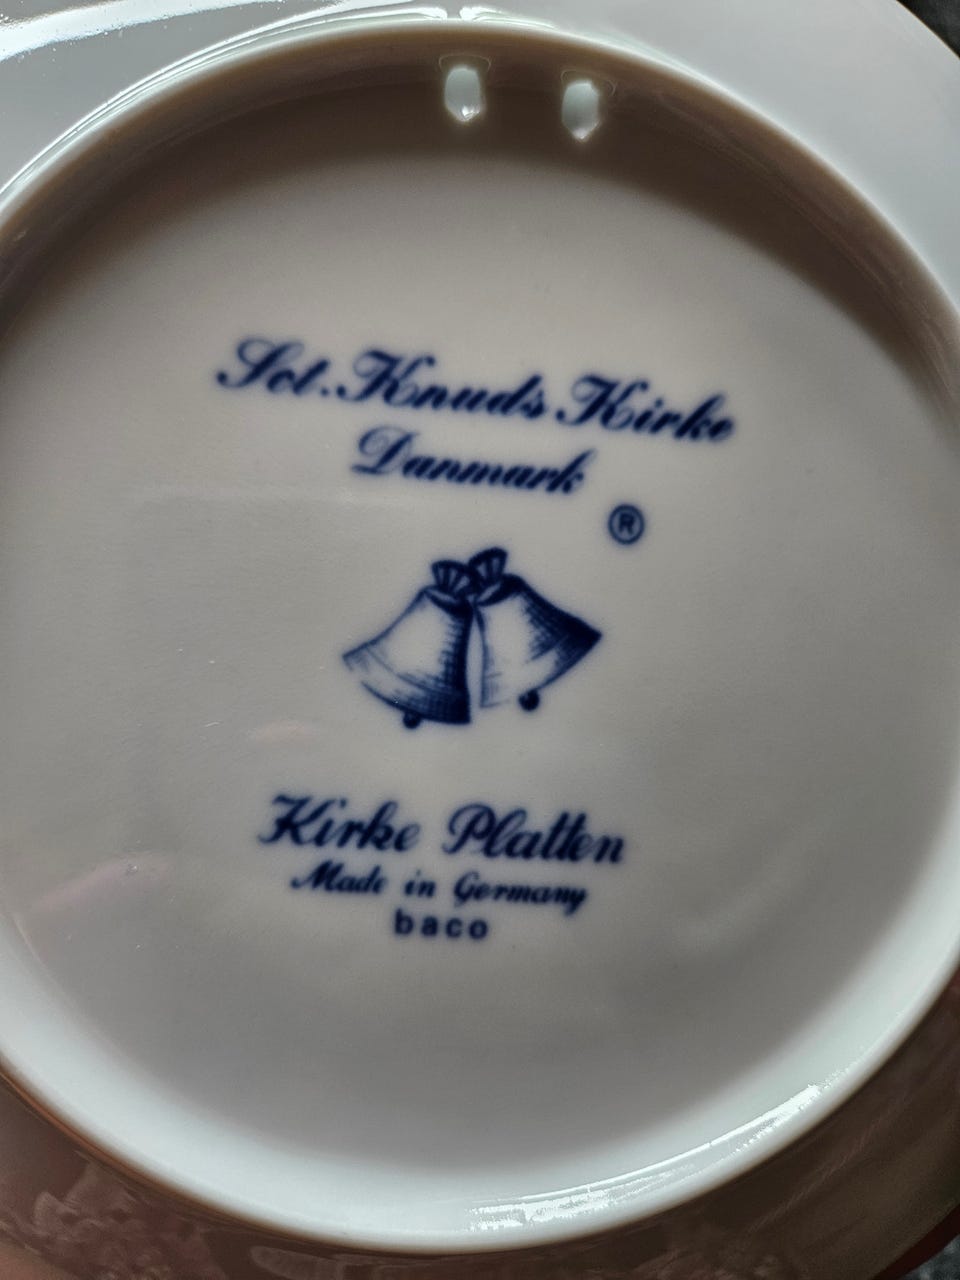 Sct. Knuds Kirke
Danmark
®
Kirke Platten
Made in Germany
baco